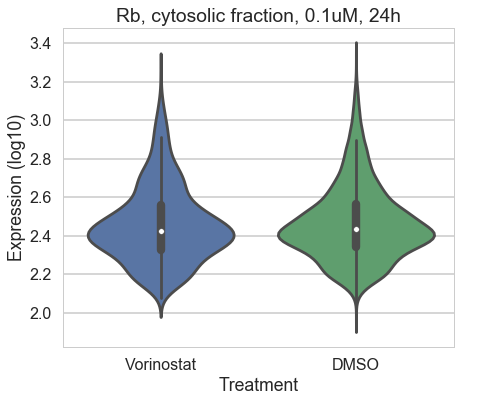 Rb, cytosolic fraction, 0.1uM, 24h
Expression (log10)
3.4
3.2
3.0
2.8
2.6
2.4
2.2
2.0
Vorinostat
DMSO
Treatment